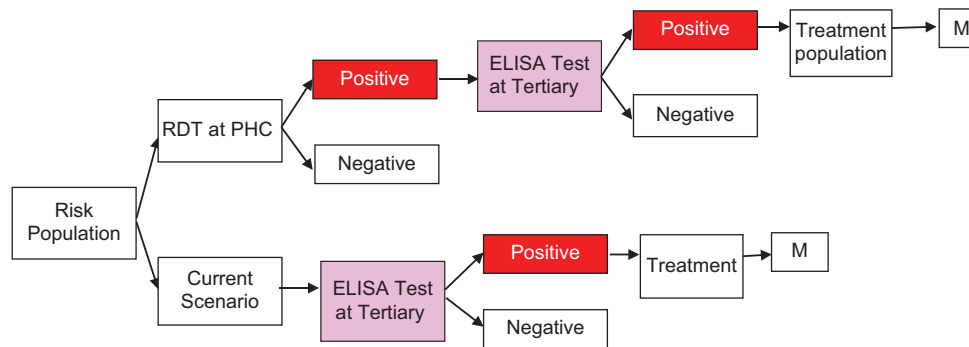 Positive
Treatment
population
M
ELISA Test
at Tertiary
Positive
RDT at PHC
Negative
Negative
Risk
Population
Positive
Treatment
M
Current
Scenario
ELISA Test
at Tertiary
Negative